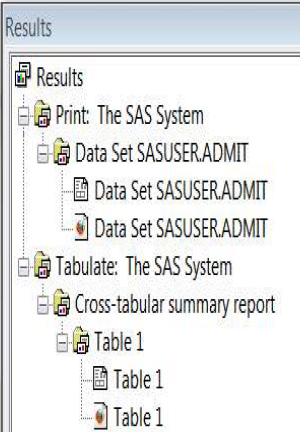 Results
Results
Print: The SAS System
Data Set SASUSER.ADMIT
Data Set SASUSER.ADMIT
Data Set SASUSER.ADMIT
Tabulate: The SAS System
Cross-tabular summary report
Table 1
Table 1
Table 1